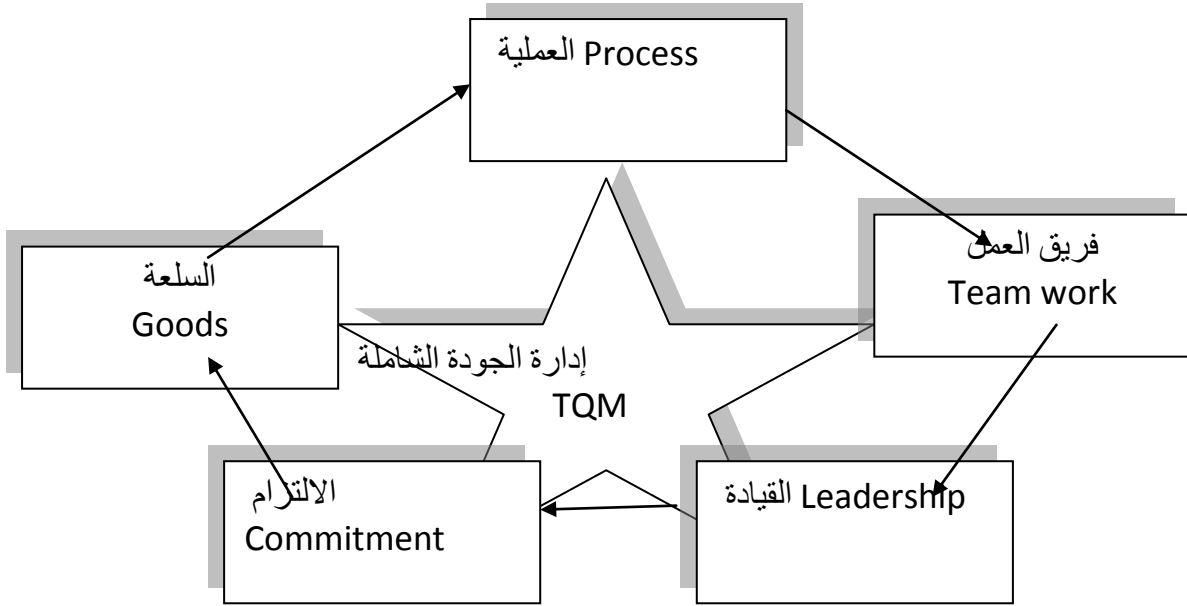 العملية Process
فريق العمل
Team work
السلعة
Goods
إدارة الجودة الشاملة
TQM
القيادة Leadership
الالتزام
Commitment